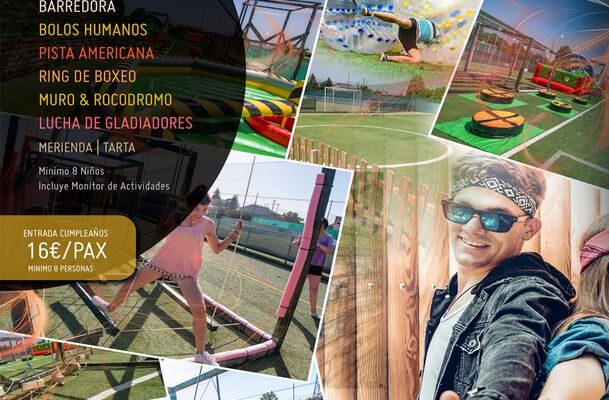 BARREDORA
BOLOS HUMANOS
PISTA AMERICANA
RING DE BOXEO
MURO & ROCODROMO
LUCHA DE GLADIADORES
MERIENDA | TARTA
Minimo 8 Niños
Incluye Monitor de Actividades
ENTRADA CUMPLEAÑOS
16€/PAX
MINIMO 8 PERSONAS